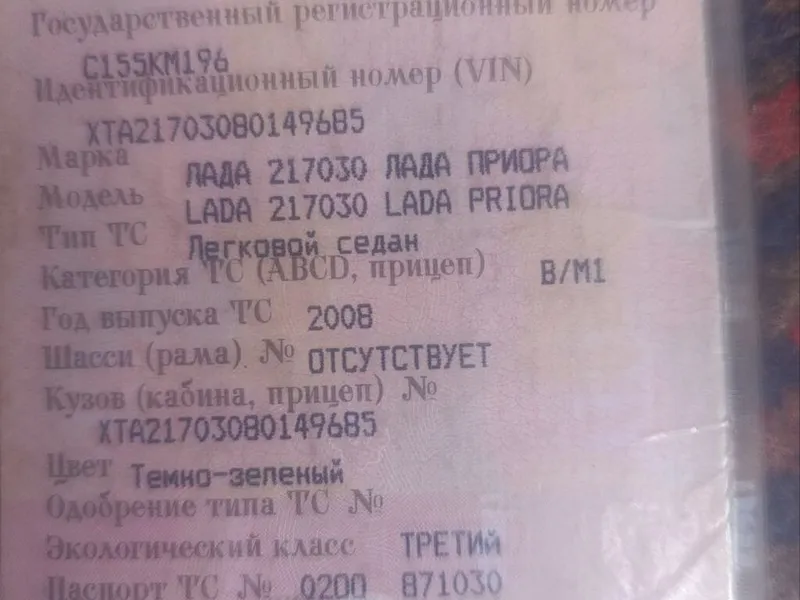 Государственный регистрационный номер
С155КМ196
Идентификационный номер (VIN)
XTA21703080149685
Марка ЛАДА 217030 ЛАДА ПРИОРА
Модель LADA 217030 LADA PRIORA
Тип ТС Легковой седан
Категория ТС (ABCD, прицеп) B/M1
Год выпуска ТС 2008
Шасси (рама) № ОТСУТСТВУЕТ
Кузов (кабина, прицеп) №
XTA21703080149685
Цвет Темно-зеленый
Одобрение типа ТС №
Экологический класс ТРЕТИЙ
Паспорт ТС № 0200 871030